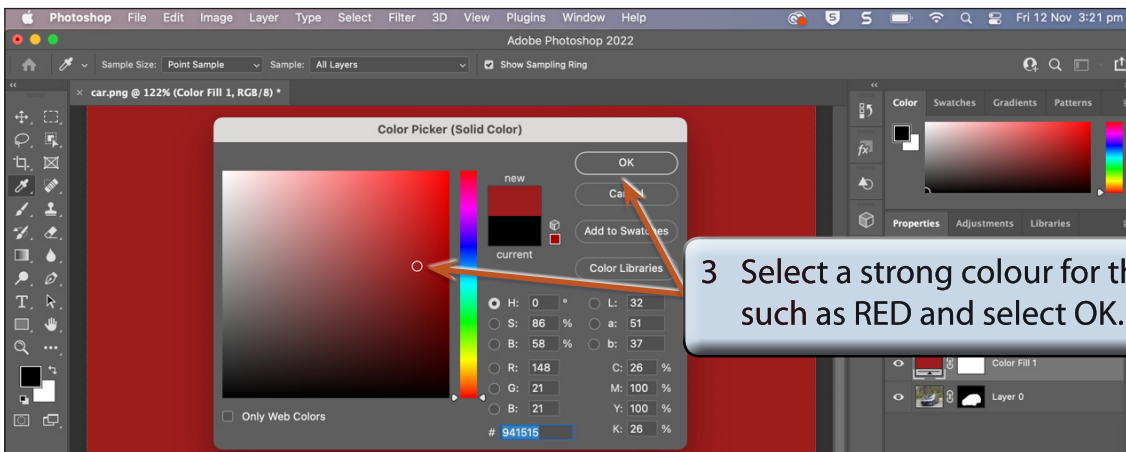 Photoshop File Edit Image Layer Type Select Filter 3D View Plugins Window Help Fri 12 Nov 3:21 pm
Adobe Photoshop 2022
Sample Size: Point Sample Sample: All Layers Show Sampling Ring
car.png @ 122% (Color Fill 1, RGB/8) *
Color Swatches Gradients Patterns
Color Picker (Solid Color)
new
current
OK
Add to Swatches
Color Libraries
H: 0 °
S: 86 %
B: 58 %
R: 148
G: 21
B: 21
# 941515
L: 32
a: 51
b: 37
C: 26 %
M: 100 %
Y: 100 %
K: 26 %
Only Web Colors
Properties Adjustments Libraries
3 Select a strong colour for
such as RED and select OK.
Color Fill 1
Layer 0